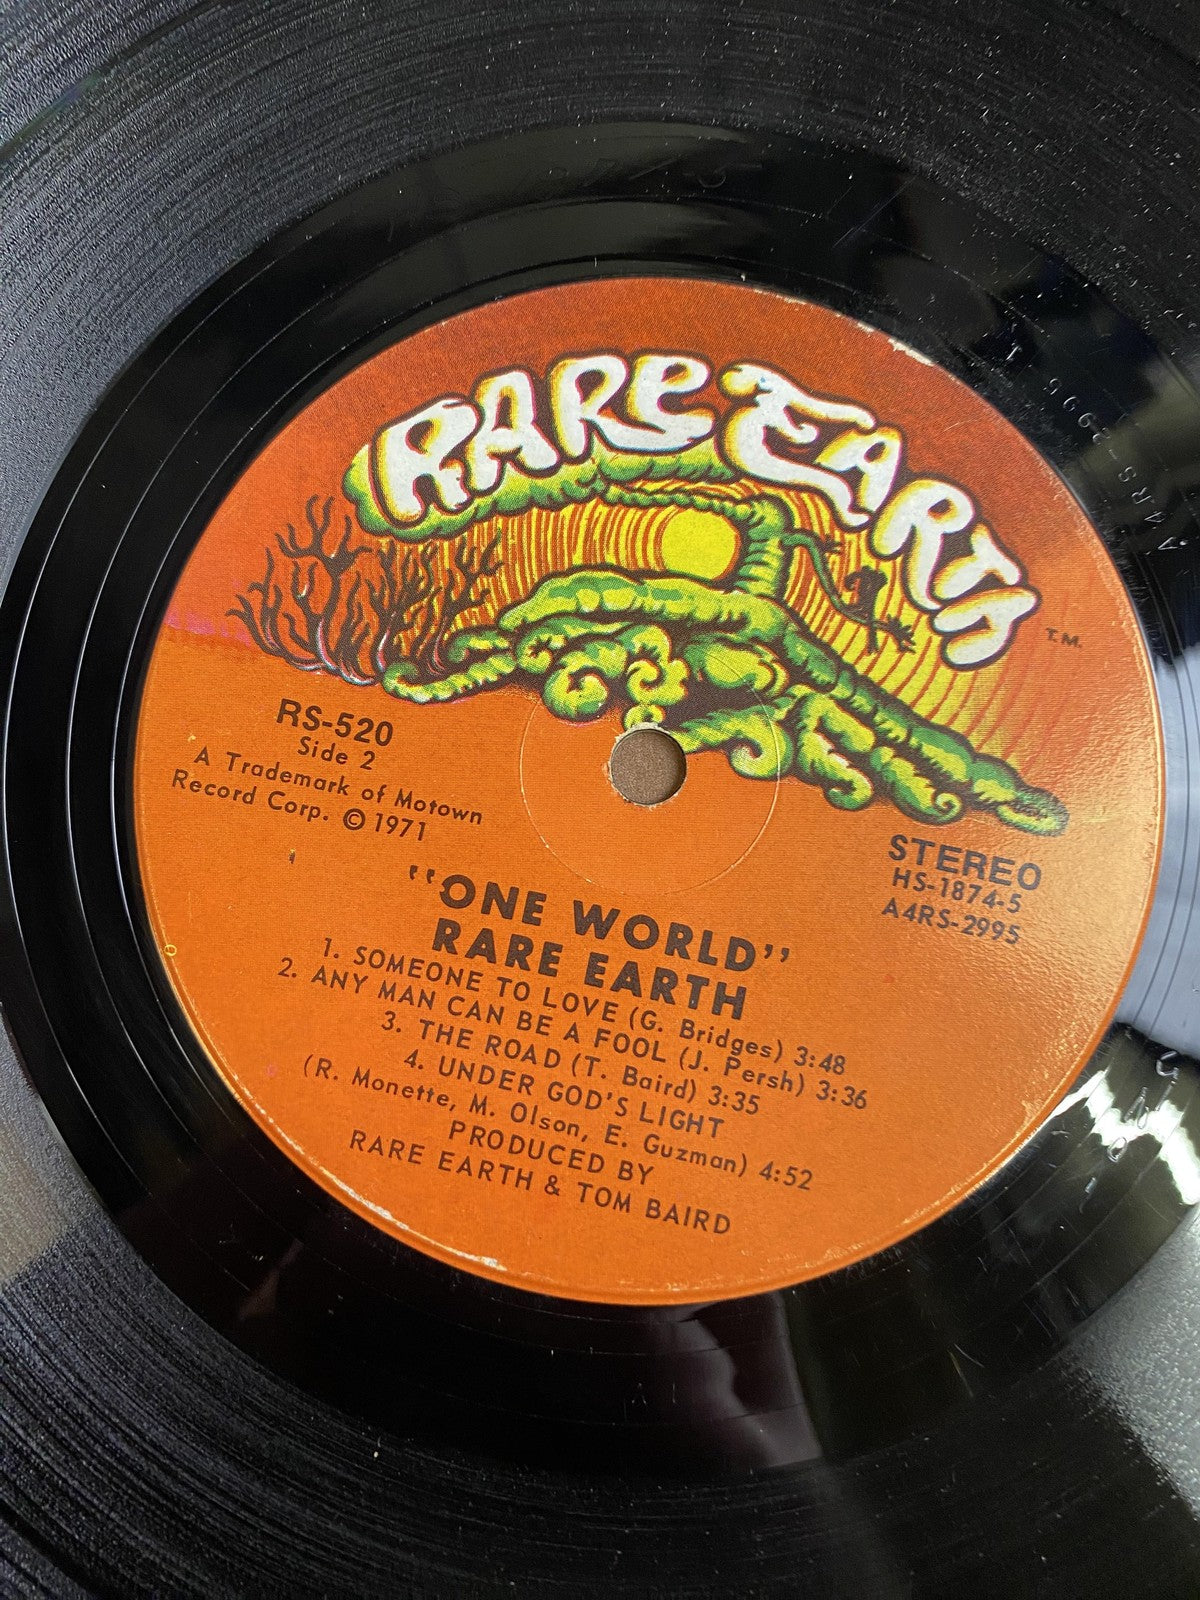 RARE EARTH
T.M.
RS-520
Side 2
A Trademark of Motown
Record Corp. © 1971
STEREO
HS-1874-5
A4RS-2995
"ONE WORLD"
RARE EARTH
1. SOMEONE TO LOVE (G. Bridges) 3:48
2. ANY MAN CAN BE A FOOL (J. Persh) 3:36
3. THE ROAD (T. Baird) 3:35
4. UNDER GOD'S LIGHT
(R. Monette, M. Olson, E. Guzman) 4:52
PRODUCED BY
RARE EARTH & TOM BAIRD